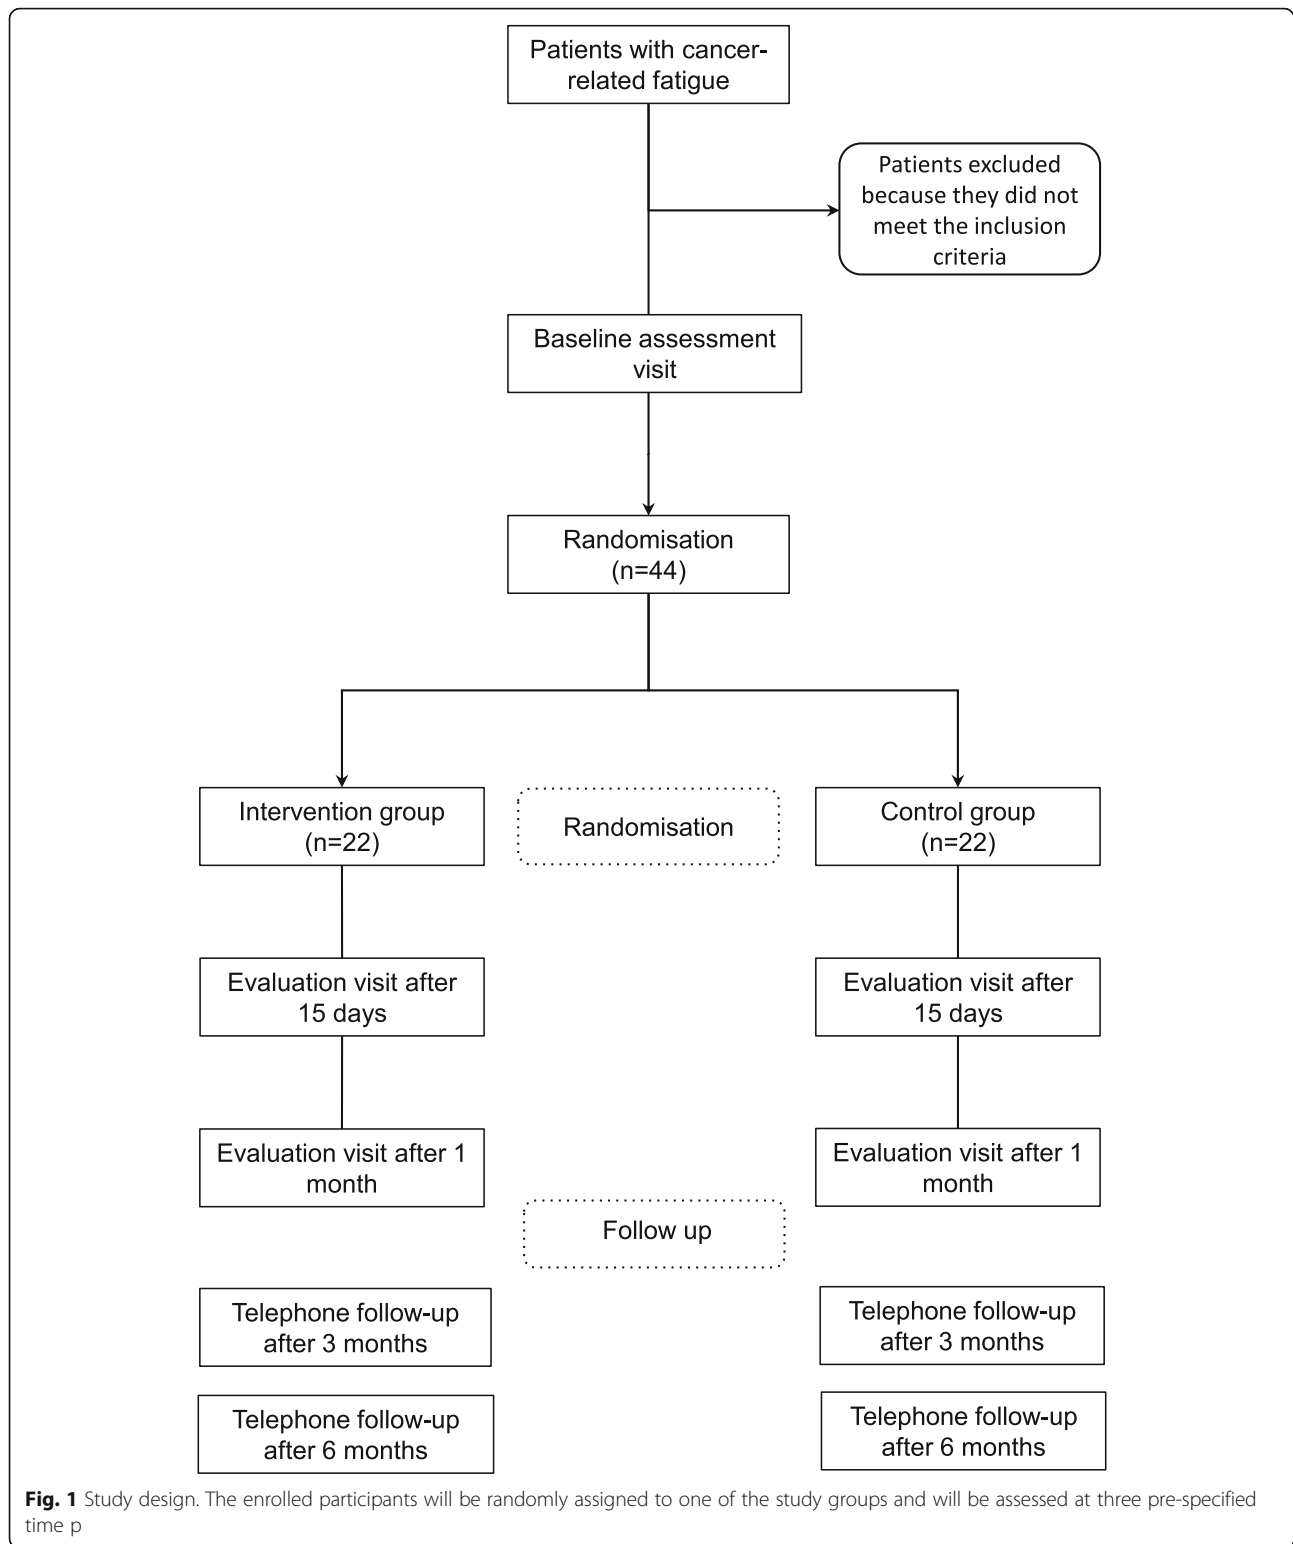 Patients with cancer-
related fatigue
Patients excluded
because they did not
meet the inclusion
criteria
Baseline assessment
visit
Randomisation
(n=44)
Intervention group
(n=22)
Randomisation
Control group
(n=22)
Evaluation visit after
15 days
Evaluation visit after
15 days
Evaluation visit after 1
month
Evaluation visit after 1
month
Follow up
Telephone follow-up
after 3 months
Telephone follow-up
after 3 months
Telephone follow-up
after 6 months
Telephone follow-up
after 6 months
Fig. 1 Study design. The enrolled participants will be randomly assigned to one of the study groups and will be assessed at three pre-specified
time p